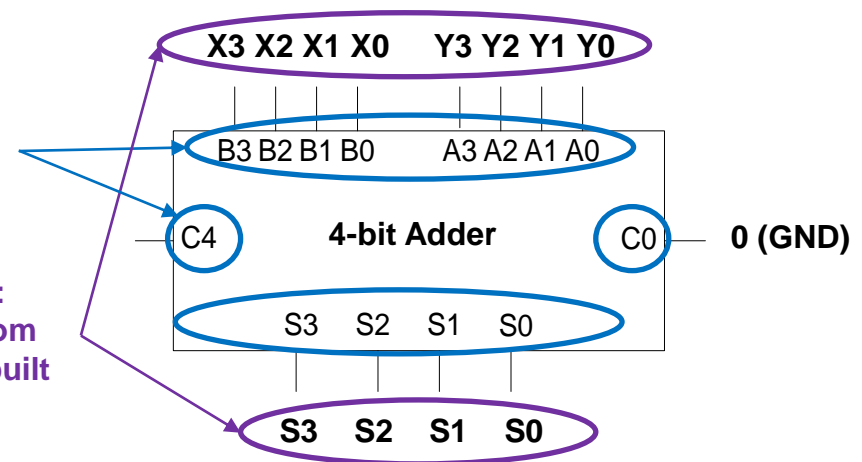 X3 X2 X1 X0 Y3 Y2 Y1 Y0
B3 B2 B1 B0 A3 A2 A1 A0
C4 4-bit Adder C0 0 (GND)
S3 S2 S1 S0
uilt
S3 S2 S1 S0